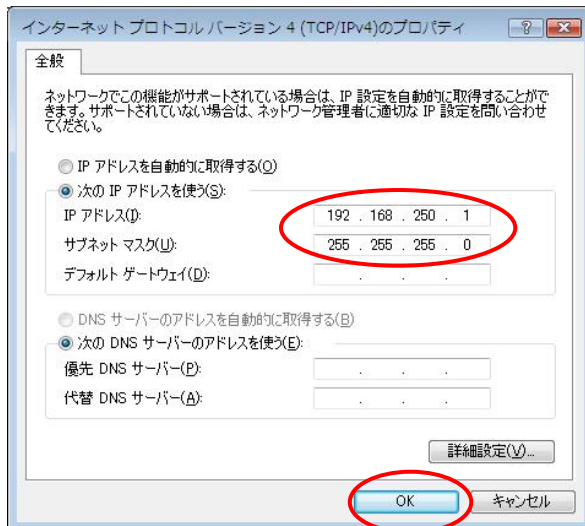 インターネット プロトコル バージョン 4 (TCP/IPv4)のプロパティ
全般
ネットワークでこの機能がサポートされている場合は、IP 設定を自動的に取得することがで
きます。サポートされていない場合は、ネットワーク管理者に適切な IP 設定を問い合わせ
てください。
IP アドレスを自動的に取得する(O)
次の IP アドレスを使う(S):
IP アドレス(I): 192 . 168 . 250 . 1
サブネット マスク(U): 255 . 255 . 255 . 0
デフォルト ゲートウェイ(D): . . .
DNS サーバーのアドレスを自動的に取得する(B)
次の DNS サーバーのアドレスを使う(E):
優先 DNS サーバー(P): . . .
代替 DNS サーバー(A): . . .
詳細設定(V)...
OK キャンセル